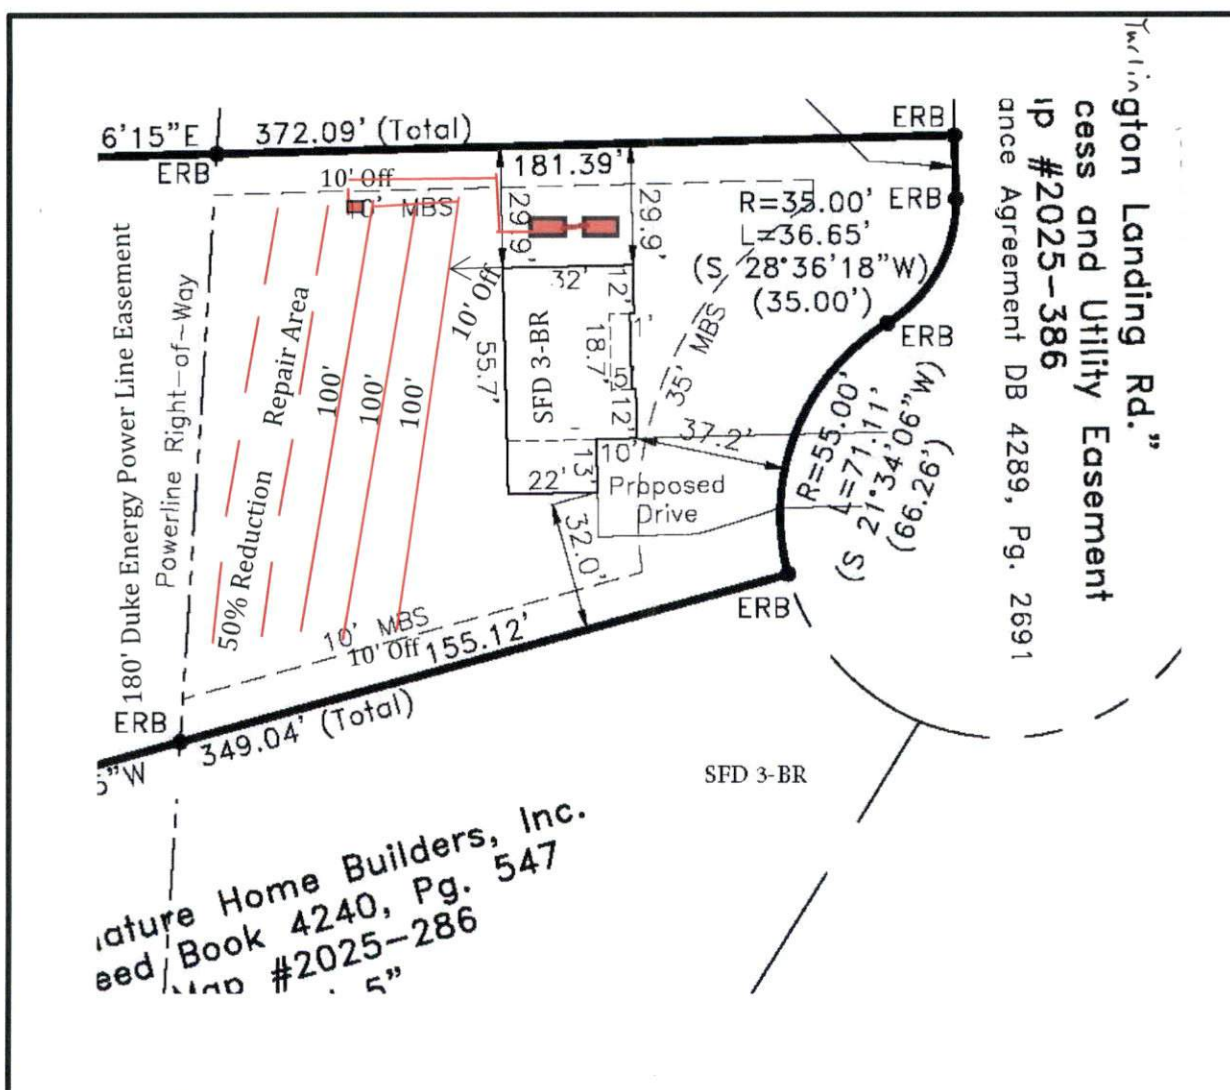 Turlington Landing Rd."
cess and Utility Easement
ıp #2025-386
ance Agreement DB 4289, Pg. 2691
6'15"E
372.09' (Total)
ERB
ERB
ERB
ERB
10' Off
10' MBS
181.39'
29.9'
29.9'
R=35.00'
L=36.65'
(S 28°36'18"W)
(35.00')
35' MBS
32'
12'
1'
18.7'
5'
12'
10' Off
55.7'
SFD 3-BR
37.2'
10'
13'
22'
Proposed
Drive
32.0'
R=55.00'
L=71.11'
(S 21°34'06"W)
(66.26')
ERB
180' Duke Energy Power Line Easement
Powerline Right-of-Way
50% Reduction Repair Area
100'
100'
100'
10' MBS
10' Off
155.12'
ERB
349.04' (Total)
5"W
SFD 3-BR
ature Home Builders, Inc.
eed Book 4240, Pg. 547
Map #2025-286
5"